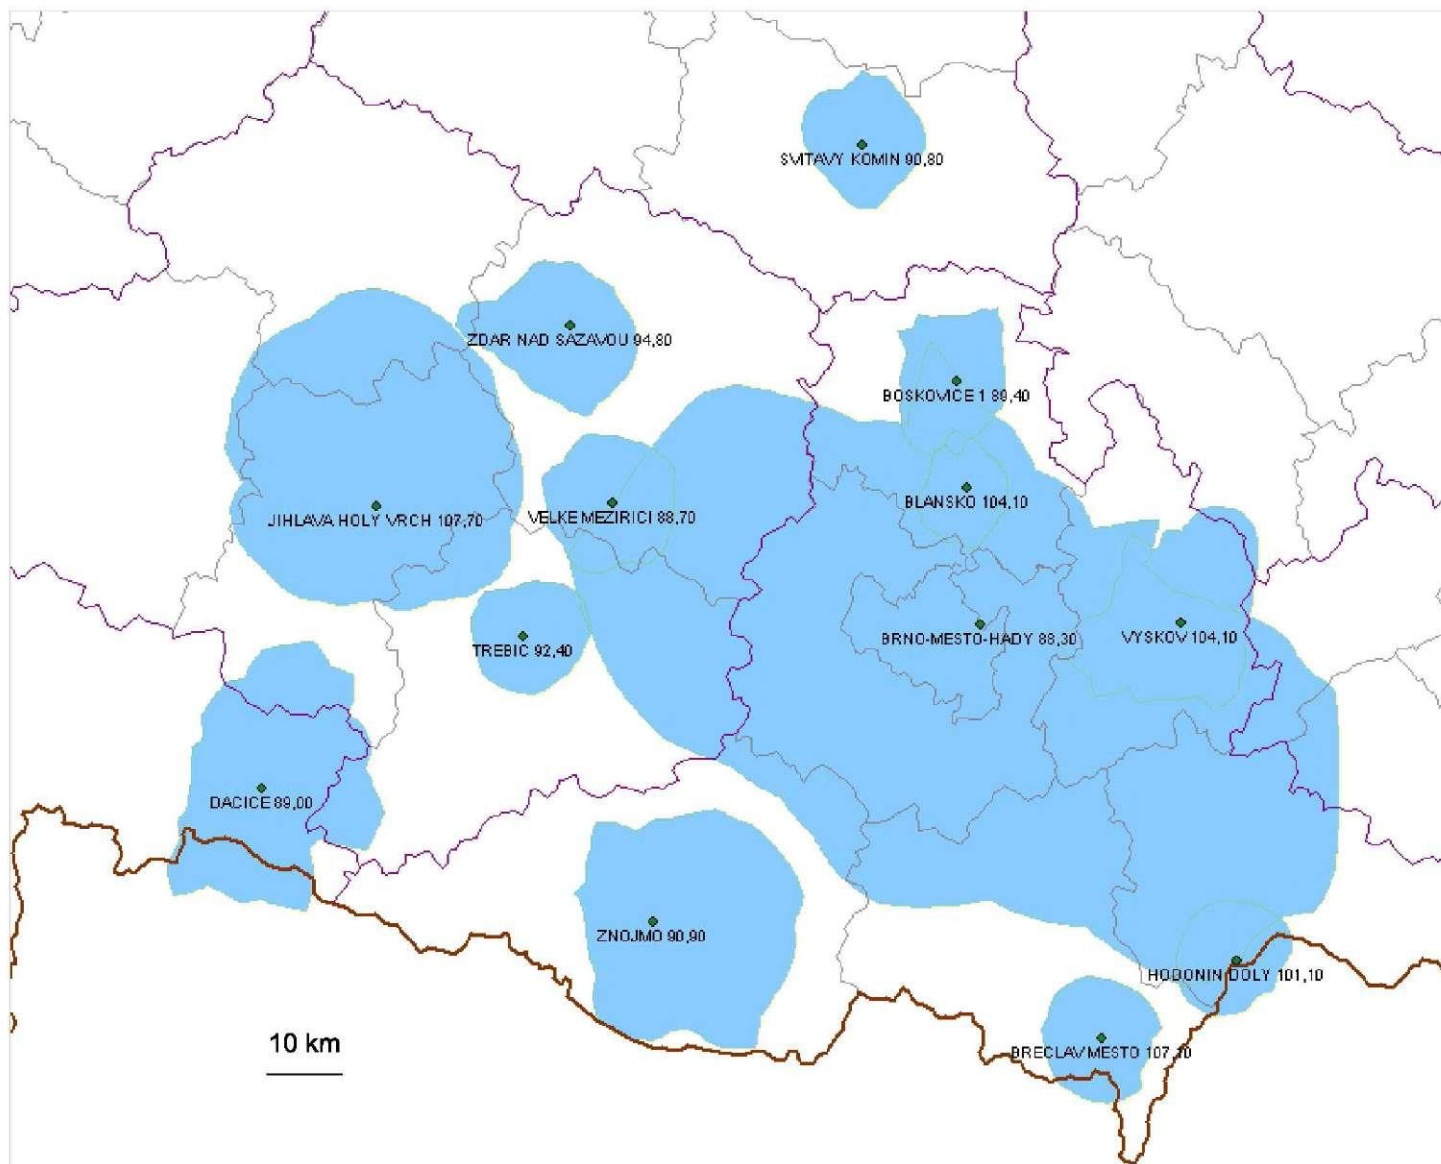 SVITAVY KOMIN 90,80
ZDAR NAD SAZAVOU 94,80
BOSKOVICE 1 89,40
BLANSKO 104,10
VELKE MEZIRICI 88,70
JIHLAVA HOLY VRCH 107,70
BRNO-MESTO-HADY 88,30
VYSKOV 104,10
TREBIC 92,40
DACICE 89,00
ZNOJMO 90,90
HODONIN DOLY 101,10
BRECLAV MESTO 107,10
10 km